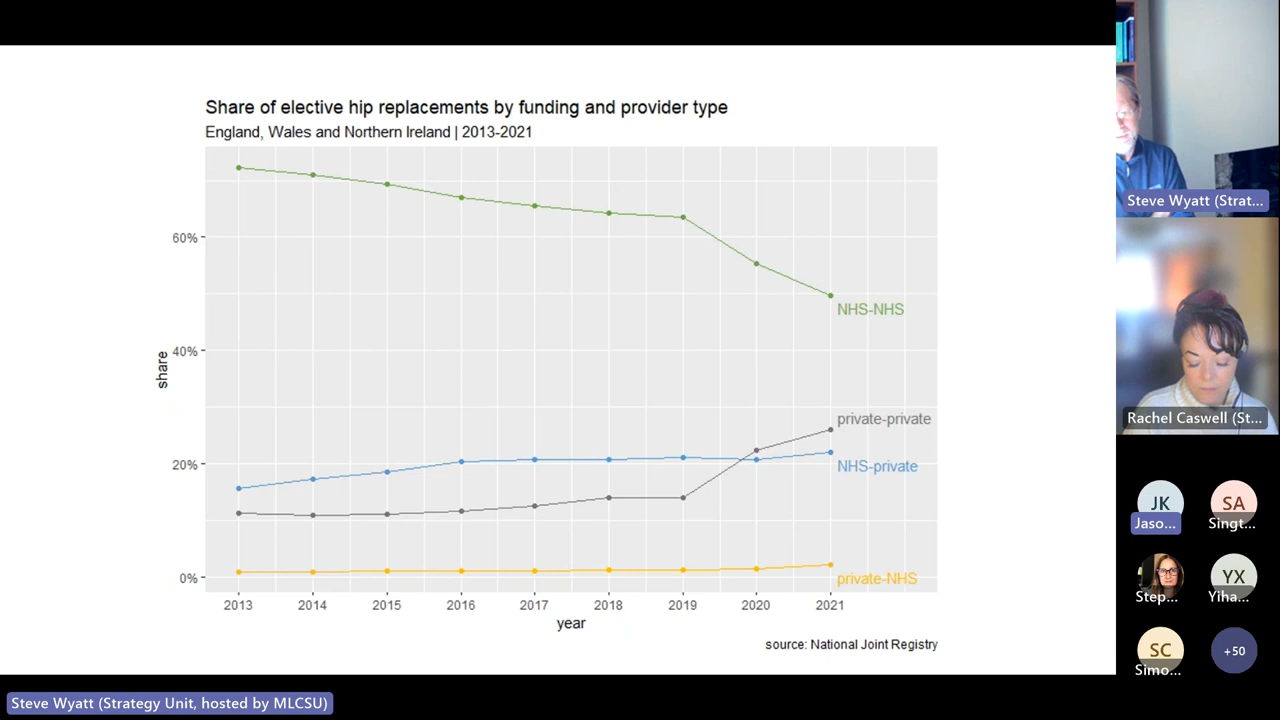 Share of elective hip replacements by funding and provider type
England, Wales and Northern Ireland | 2013-2021
60%
40%
20%
0%
share
NHS-NHS
private-private
NHS-private
private-NHS
2013 2014 2015 2016 2017 2018 2019 2020 2021
year
source: National Joint Registry
Steve Wyatt (Strat...
Rachel Caswell (St...
JK
Jaso...
SA
Singt...
Step...
YX
Yiha...
SC
Simo...
+50
Steve Wyatt (Strategy Unit, hosted by MLCSU)